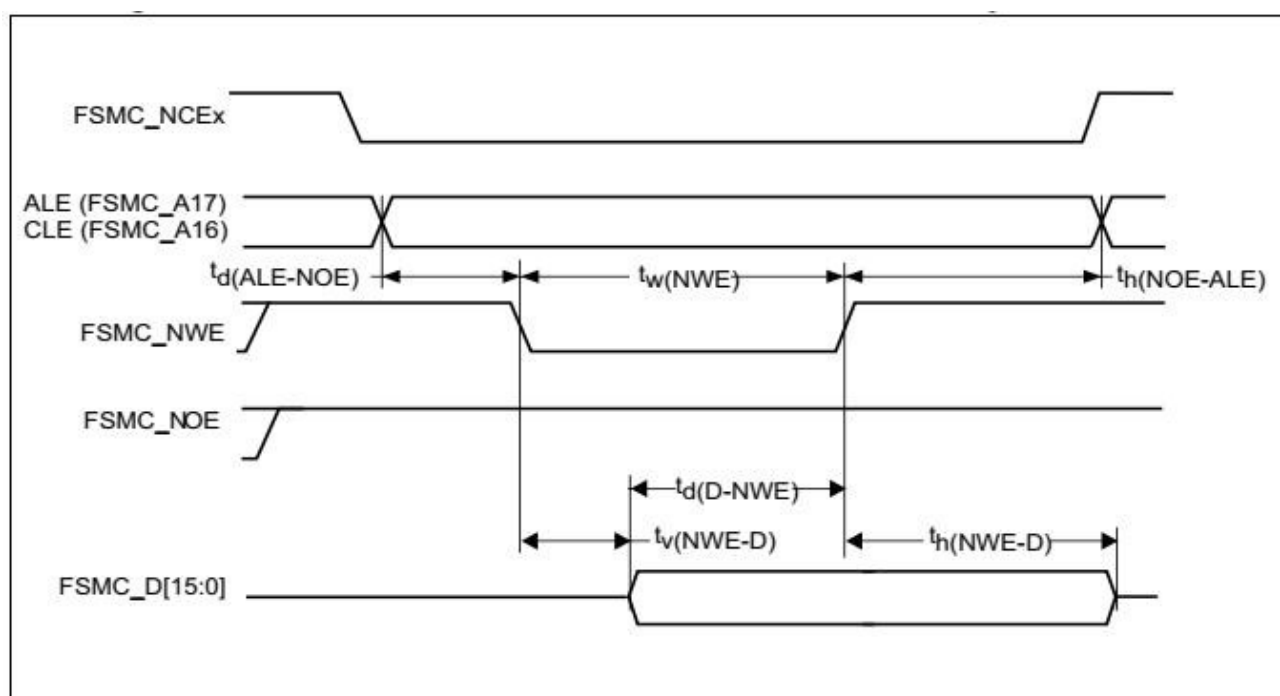 FSMC_NCEx
ALE (FSMC_A17)
CLE (FSMC_A16)
td(ALE-NOE)
tw(NWE)
th(NOE-ALE)
FSMC_NWE
FSMC_NOE
td(D-NWE)
tv(NWE-D)
th(NWE-D)
FSMC_D[15:0]